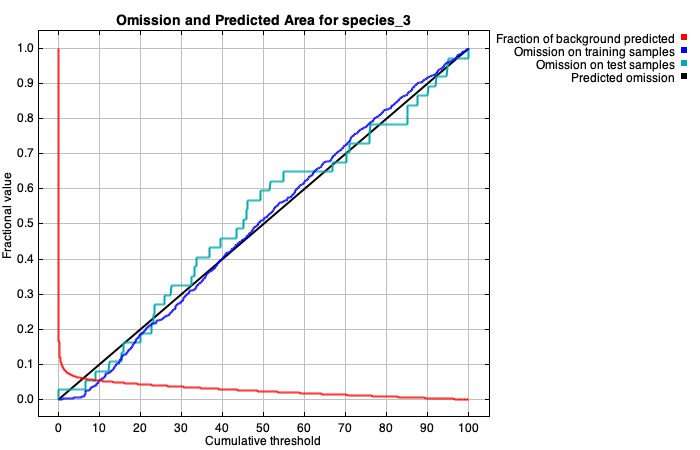 Omission and Predicted Area for species_3
Fraction of background predicted
Omission on training samples
Omission on test samples
Predicted omission
Fractional value
1.0
0.9
0.8
0.7
0.6
0.5
0.4
0.3
0.2
0.1
0.0
0 10 20 30 40 50 60 70 80 90 100
Cumulative threshold